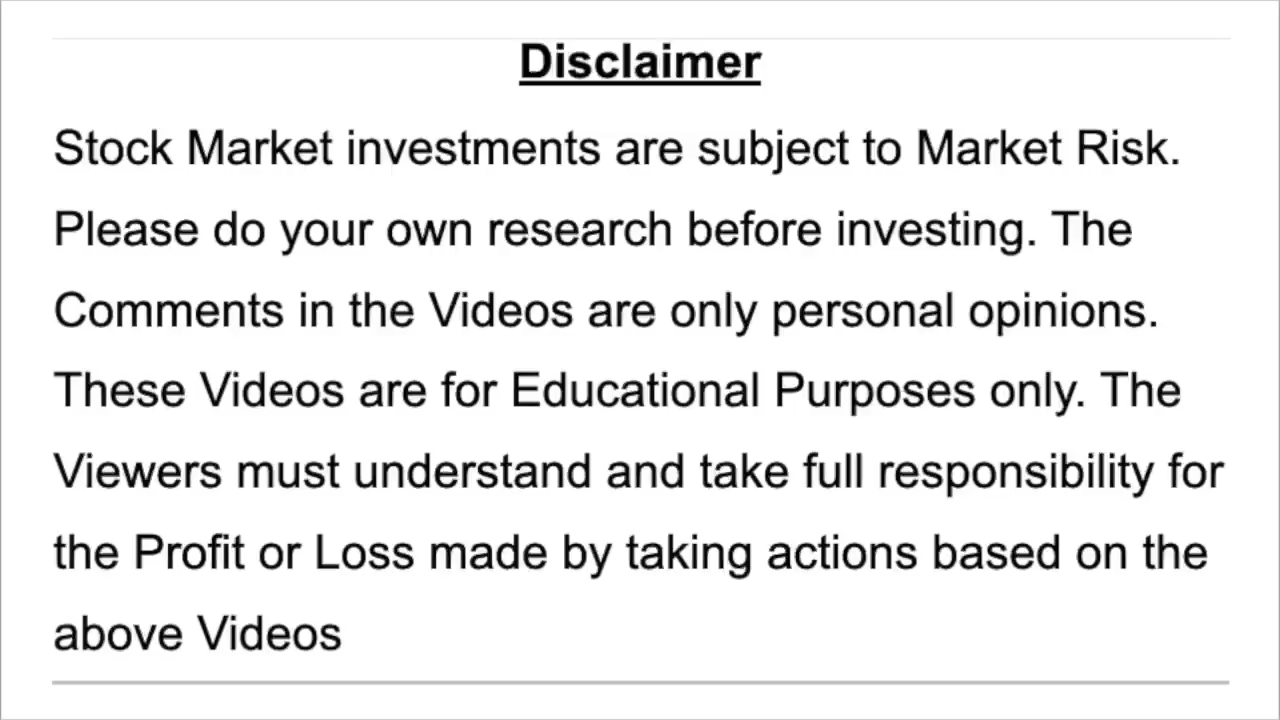 Disclaimer
Stock Market investments are subject to Market Risk.
Please do your own research before investing. The
Comments in the Videos are only personal opinions.
These Videos are for Educational Purposes only. The
Viewers must understand and take full responsibility for
the Profit or Loss made by taking actions based on the
above Videos